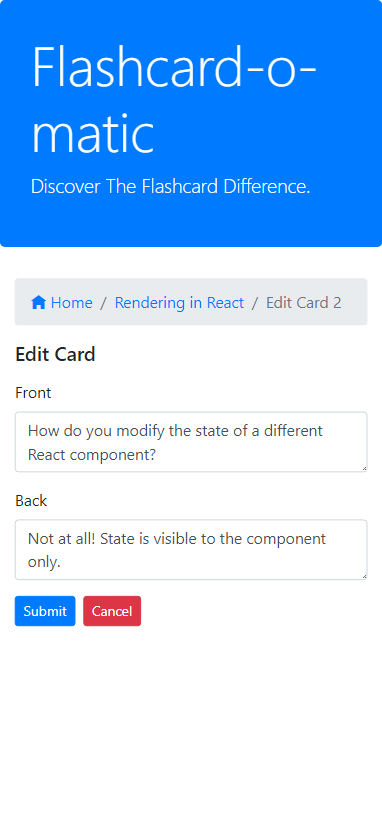 Flashcard-o-
matic
Discover The Flashcard Difference.
Home / Rendering in React / Edit Card 2
Edit Card
Front
How do you modify the state of a different
React component?
Back
Not at all! State is visible to the component
only.
Submit Cancel